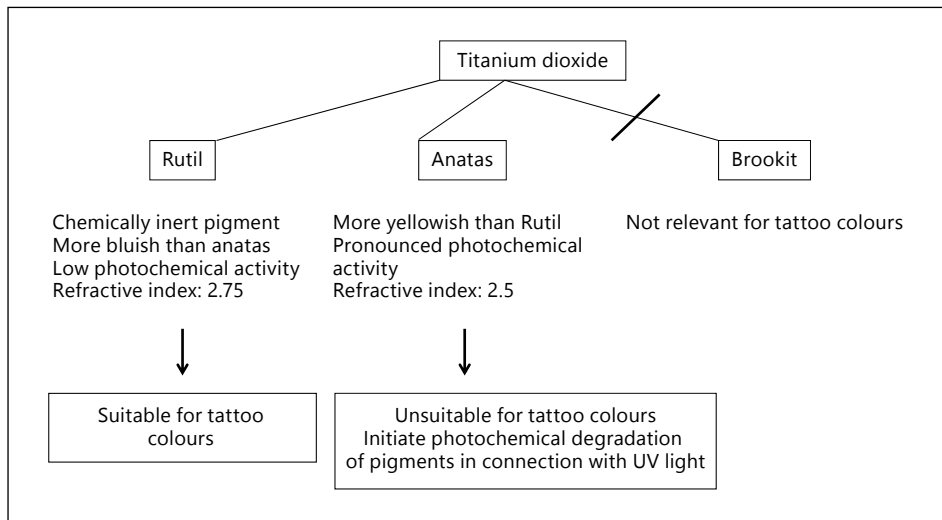 Titanium dioxide
Rutil
Anatas
Brookit
Chemically inert pigment
More bluish than anatas
Low photochemical activity
Refractive index: 2.75
More yellowish than Rutil
Pronounced photochemical
activity
Refractive index: 2.5
Not relevant for tattoo colours
Suitable for tattoo
colours
Unsuitable for tattoo colours
Initiate photochemical degradation
of pigments in connection with UV light